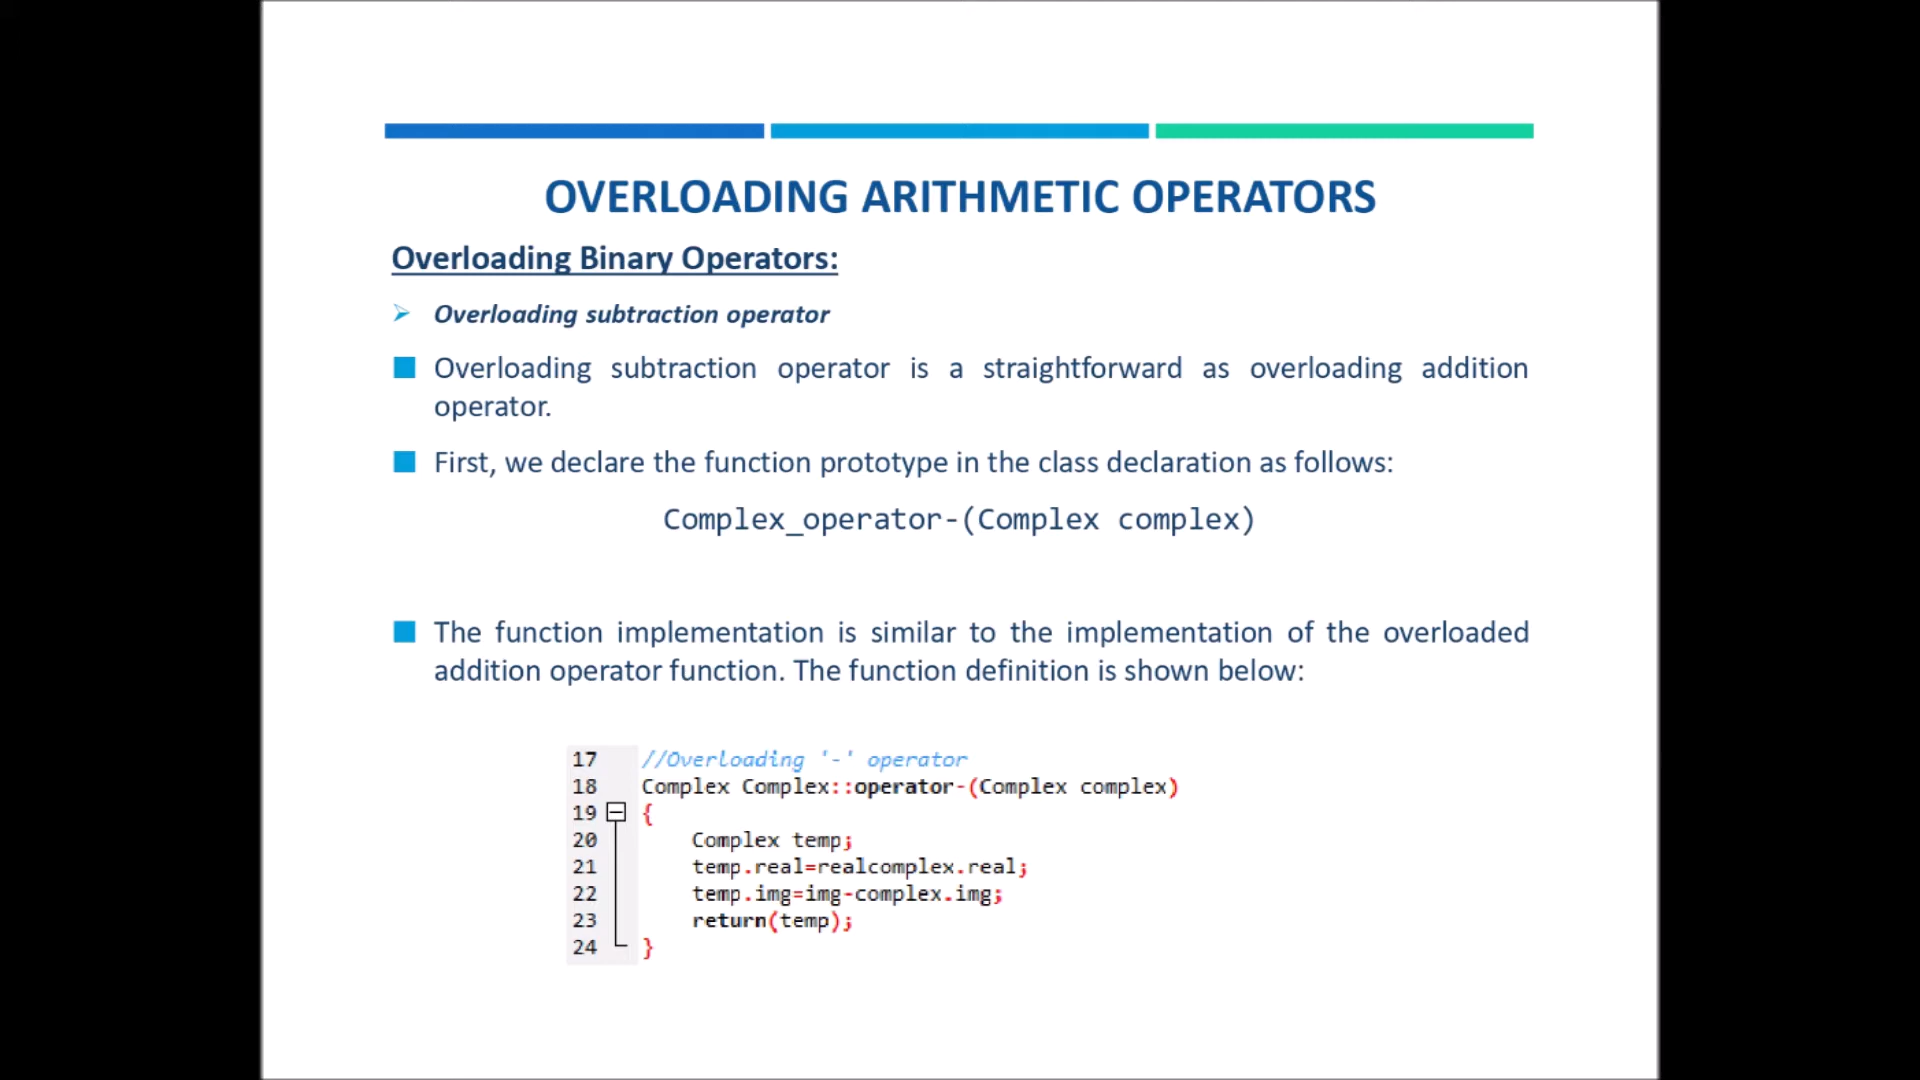 OVERLOADING ARITHMETIC OPERATORS
Overloading Binary Operators:
Overloading subtraction operator
Overloading subtraction operator is a straightforward as overloading addition
operator.
First, we declare the function prototype in the class declaration as follows:
Complex_operator-(Complex complex)
The function implementation is similar to the implementation of the overloaded
addition operator function. The function definition is shown below:
17 //Overloading '-' operator
18 Complex Complex::operator-(Complex complex)
19 {
20 Complex temp;
21 temp.real=realcomplex.real;
22 temp.img=img-complex.img;
23 return(temp);
24 }